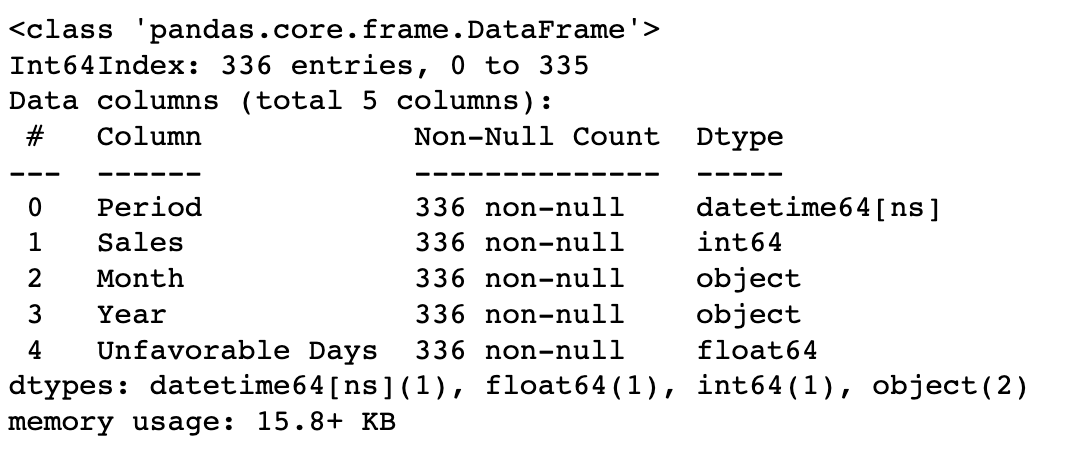 <class 'pandas.core.frame.DataFrame'>
Int64Index: 336 entries, 0 to 335
Data columns (total 5 columns):
 #   Column            Non-Null Count  Dtype
---  ------            --------------  -----
 0   Period            336 non-null    datetime64[ns]
 1   Sales             336 non-null    int64
 2   Month             336 non-null    object
 3   Year              336 non-null    object
 4   Unfavorable Days  336 non-null    float64
dtypes: datetime64[ns](1), float64(1), int64(1), object(2)
memory usage: 15.8+ KB